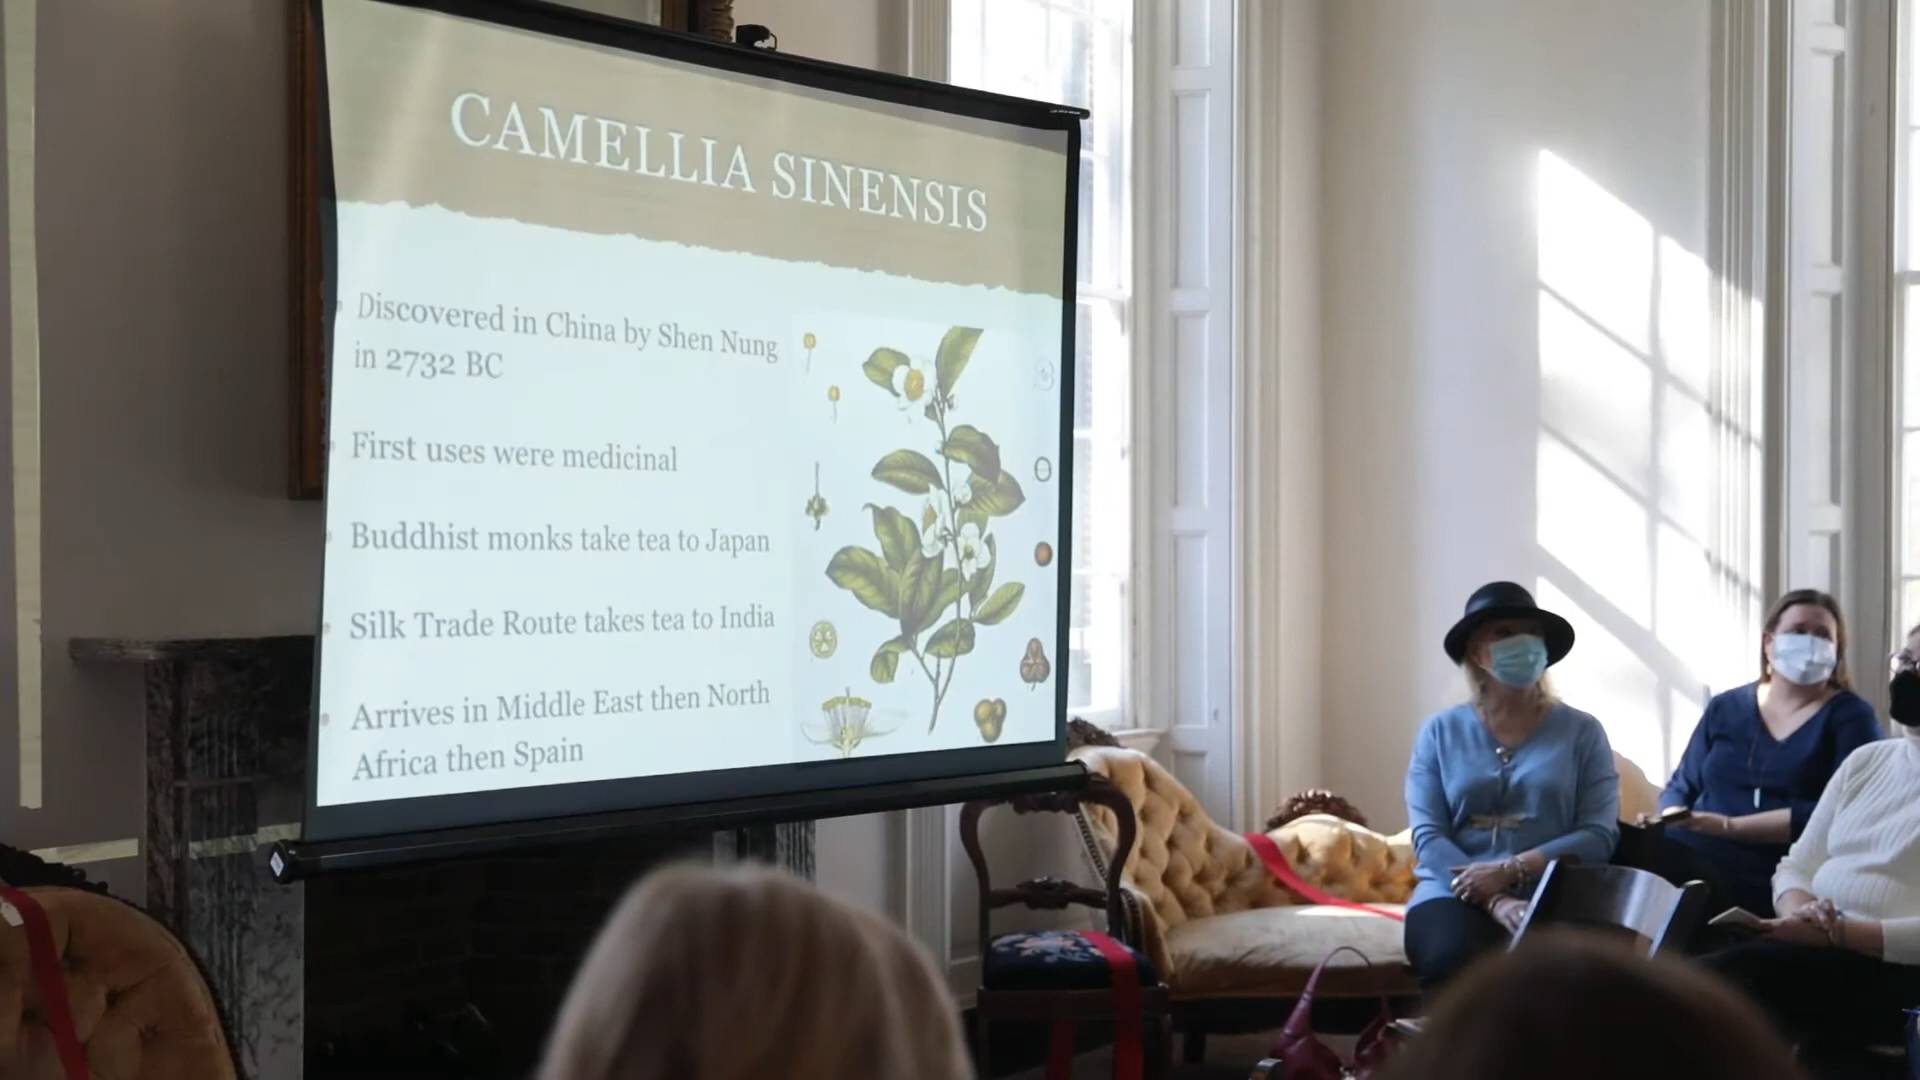 CAMELLIA SINENSIS
Discovered in China by Shen Nung
in 2732 BC
First uses were medicinal
Buddhist monks take tea to Japan
Silk Trade Route takes tea to India
Arrives in Middle East then North
Africa then Spain